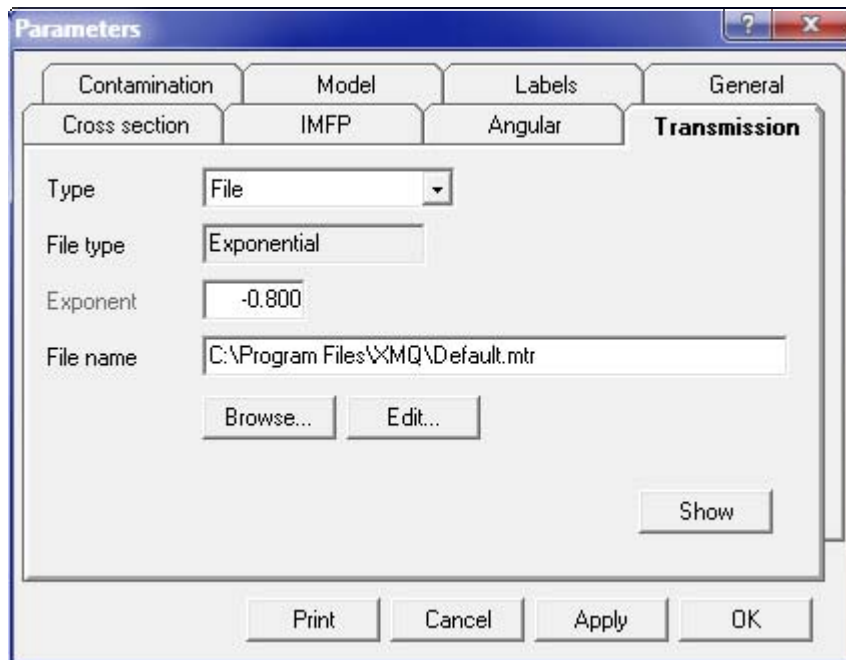 Parameters ? x
Contamination Model Labels General
Cross section IMFP Angular Transmission
Type File
File type Exponential
Exponent -0.800
File name C:\Program Files\XMQ\Default.mtr
Browse... Edit...
Show
Print Cancel Apply OK